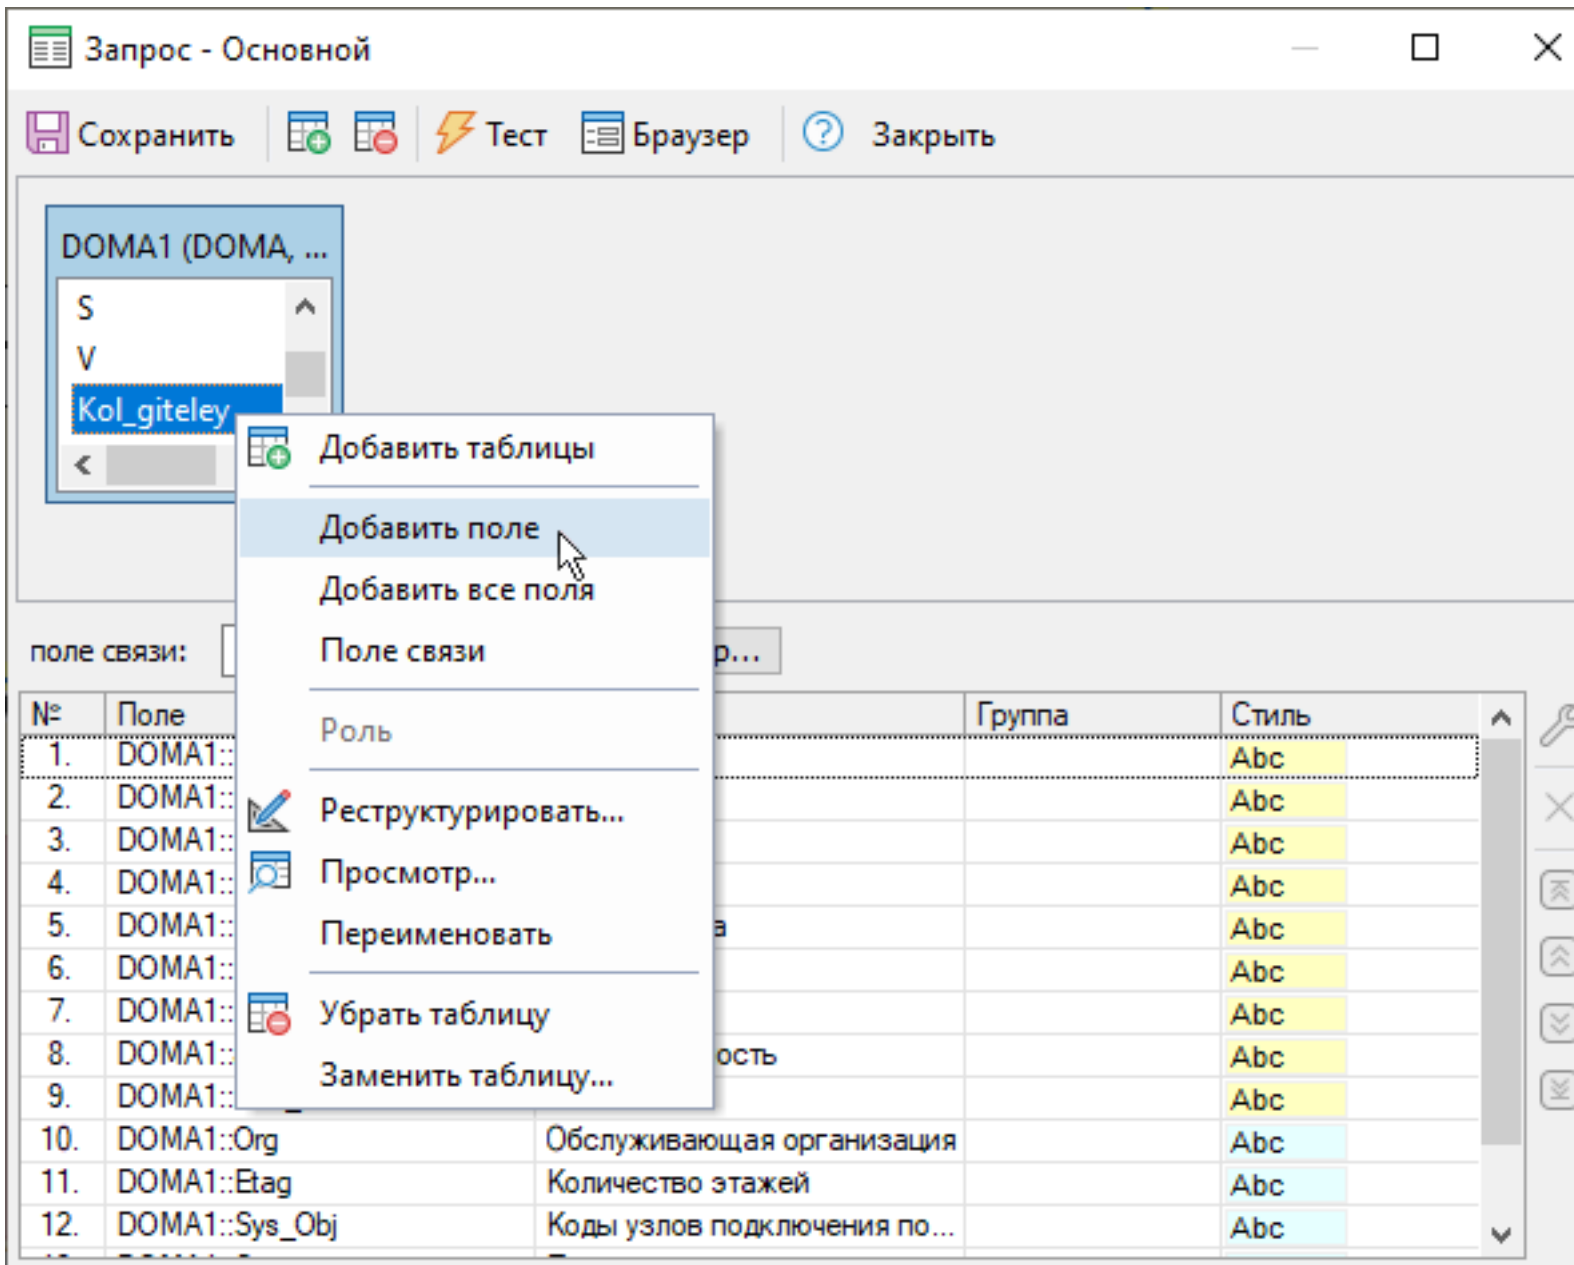 Запрос - Основной
Сохранить Тест Браузер Закрыть
DOMA1 (DOMA, ...
S
V
Kol_giteley
Добавить таблицы
Добавить поле
Добавить все поля
Поле связи
Роль
Реструктурировать...
Просмотр...
Переименовать
Убрать таблицу
Заменить таблицу...
поле связи: р...
№ Поле Группа Стиль
1. DOMA1:: Abc
2. DOMA1:: Abc
3. DOMA1:: Abc
4. DOMA1:: Abc
5. DOMA1:: а Abc
6. DOMA1:: Abc
7. DOMA1:: Abc
8. DOMA1:: ость Abc
9. DOMA1:: Abc
10. DOMA1::Org Обслуживающая организация Abc
11. DOMA1::Etag Количество этажей Abc
12. DOMA1::Sys_Obj Коды узлов подключения по... Abc